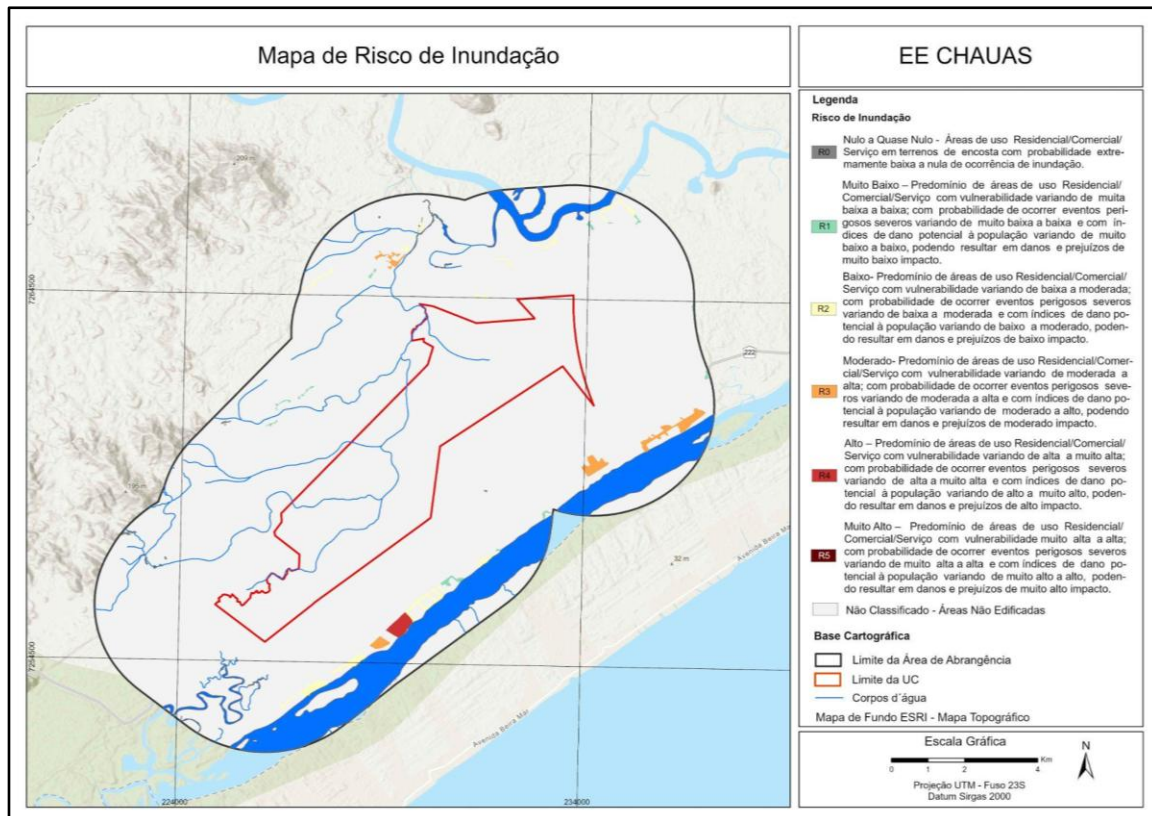 Mapa de Risco de Inundação
EE CHAUAS
209 m
7264500
222
195 m
32 m
Avenida Beira Mar
7254500
Avenida Beira Mar
224000
234000
Legenda
Risco de Inundação
R0
Nulo a Quase Nulo - Áreas de uso Residencial/Comercial/
Serviço em terrenos de encosta com probabilidade extre-
mamente baixa a nula de ocorrência de inundação.
R1
Muito Baixo – Predomínio de áreas de uso Residencial/
Comercial/Serviço com vulnerabilidade variando de muita
baixa a baixa; com probabilidade de ocorrer eventos peri-
gosos severos variando de muito baixa a baixa e com ín-
dices de dano potencial à população variando de muito
baixo a baixo, podendo resultar em danos e prejuízos de
muito baixo impacto.
R2
Baixo- Predomínio de áreas de uso Residencial/Comercial/
Serviço com vulnerabilidade variando de baixa a moderada;
com probabilidade de ocorrer eventos perigosos severos
variando de baixa a moderada e com índices de dano po-
tencial à população variando de baixo a moderado, poden-
do resultar em danos e prejuízos de baixo impacto.
R3
Moderado- Predomínio de áreas de uso Residencial/Comer-
cial/Serviço com vulnerabilidade variando de moderada a
alta; com probabilidade de ocorrer eventos perigosos seve-
ros variando de moderada a alta e com índices de dano po-
tencial à população variando de moderado a alto, podendo
resultar em danos e prejuízos de moderado impacto.
R4
Alto – Predomínio de áreas de uso Residencial/Comercial/
Serviço com vulnerabilidade variando de alta a muito alta;
com probabilidade de ocorrer eventos perigosos severos
variando de alta a muito alta e com índices de dano po-
tencial à população variando de alto a muito alto, poden-
do resultar em danos e prejuízos de alto impacto.
R5
Muito Alto – Predomínio de áreas de uso Residencial/
Comercial/Serviço com vulnerabilidade muito alta a alta;
com probabilidade de ocorrer eventos perigosos severos
variando de muito alta a alta e com índices de dano po-
tencial à população variando de muito alto a alto, poden-
do resultar em danos e prejuízos de muito alto impacto.
Não Classificado - Áreas Não Edificadas
Base Cartográfica
Limite da Área de Abrangência
Limite da UC
Corpos d´água
Mapa de Fundo ESRI - Mapa Topográfico
Escala Gráfica
N
Km
0 1 2 4
Projeção UTM - Fuso 23S
Datum Sirgas 2000